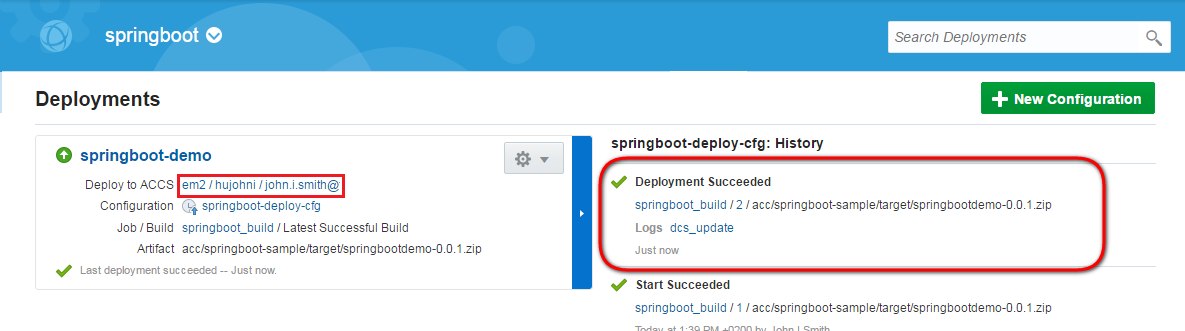 springboot
Search Deployments
Deployments
New Configuration
springboot-demo
Deploy to ACCS em2 / hujohni / john.i.smith@
Configuration springboot-deploy-cfg
Job / Build springboot_build / Latest Successful Build
Artifact acc/springboot-sample/target/springbootdemo-0.0.1.zip
Last deployment succeeded -- Just now.
springboot-deploy-cfg: History
Deployment Succeeded
springboot_build / 2 / acc/springboot-sample/target/springbootdemo-0.0.1.zip
Logs dcs_update
Just now
Start Succeeded
springboot_build / 1 / acc/springboot-sample/target/springbootdemo-0.0.1.zip
Today at 1:39 PM +0200 by John I Smith